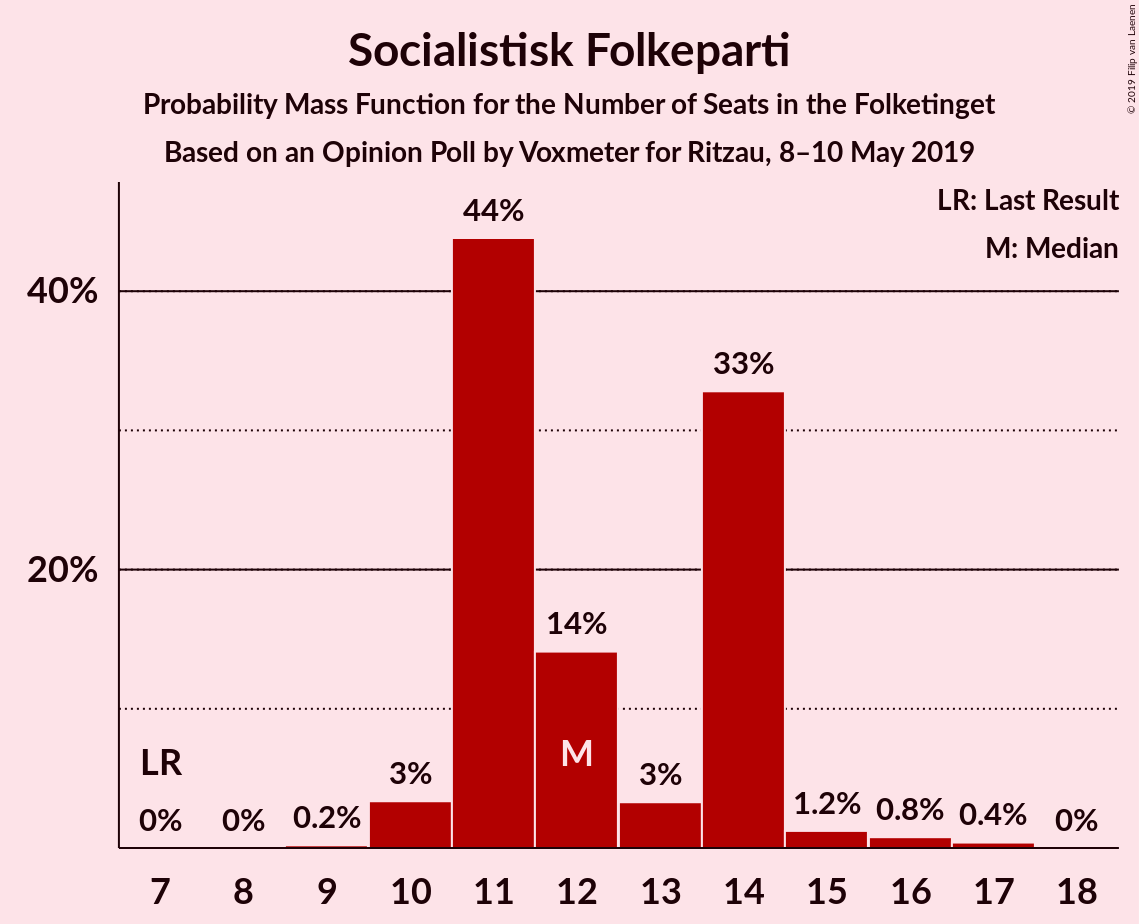 Socialistisk Folkeparti
Probability Mass Function for the Number of Seats in the Folketinget
Based on an Opinion Poll by Voxmeter for Ritzau, 8–10 May 2019
© 2019 Filip van Laenen
LR: Last Result
M: Median
44%
40%
33%
20%
14%
LR
M
3%
3%
1.2%
0.8%
0.4%
0.2%
0%
0%
0%
7 8 9 10 11 12 13 14 15 16 17 18